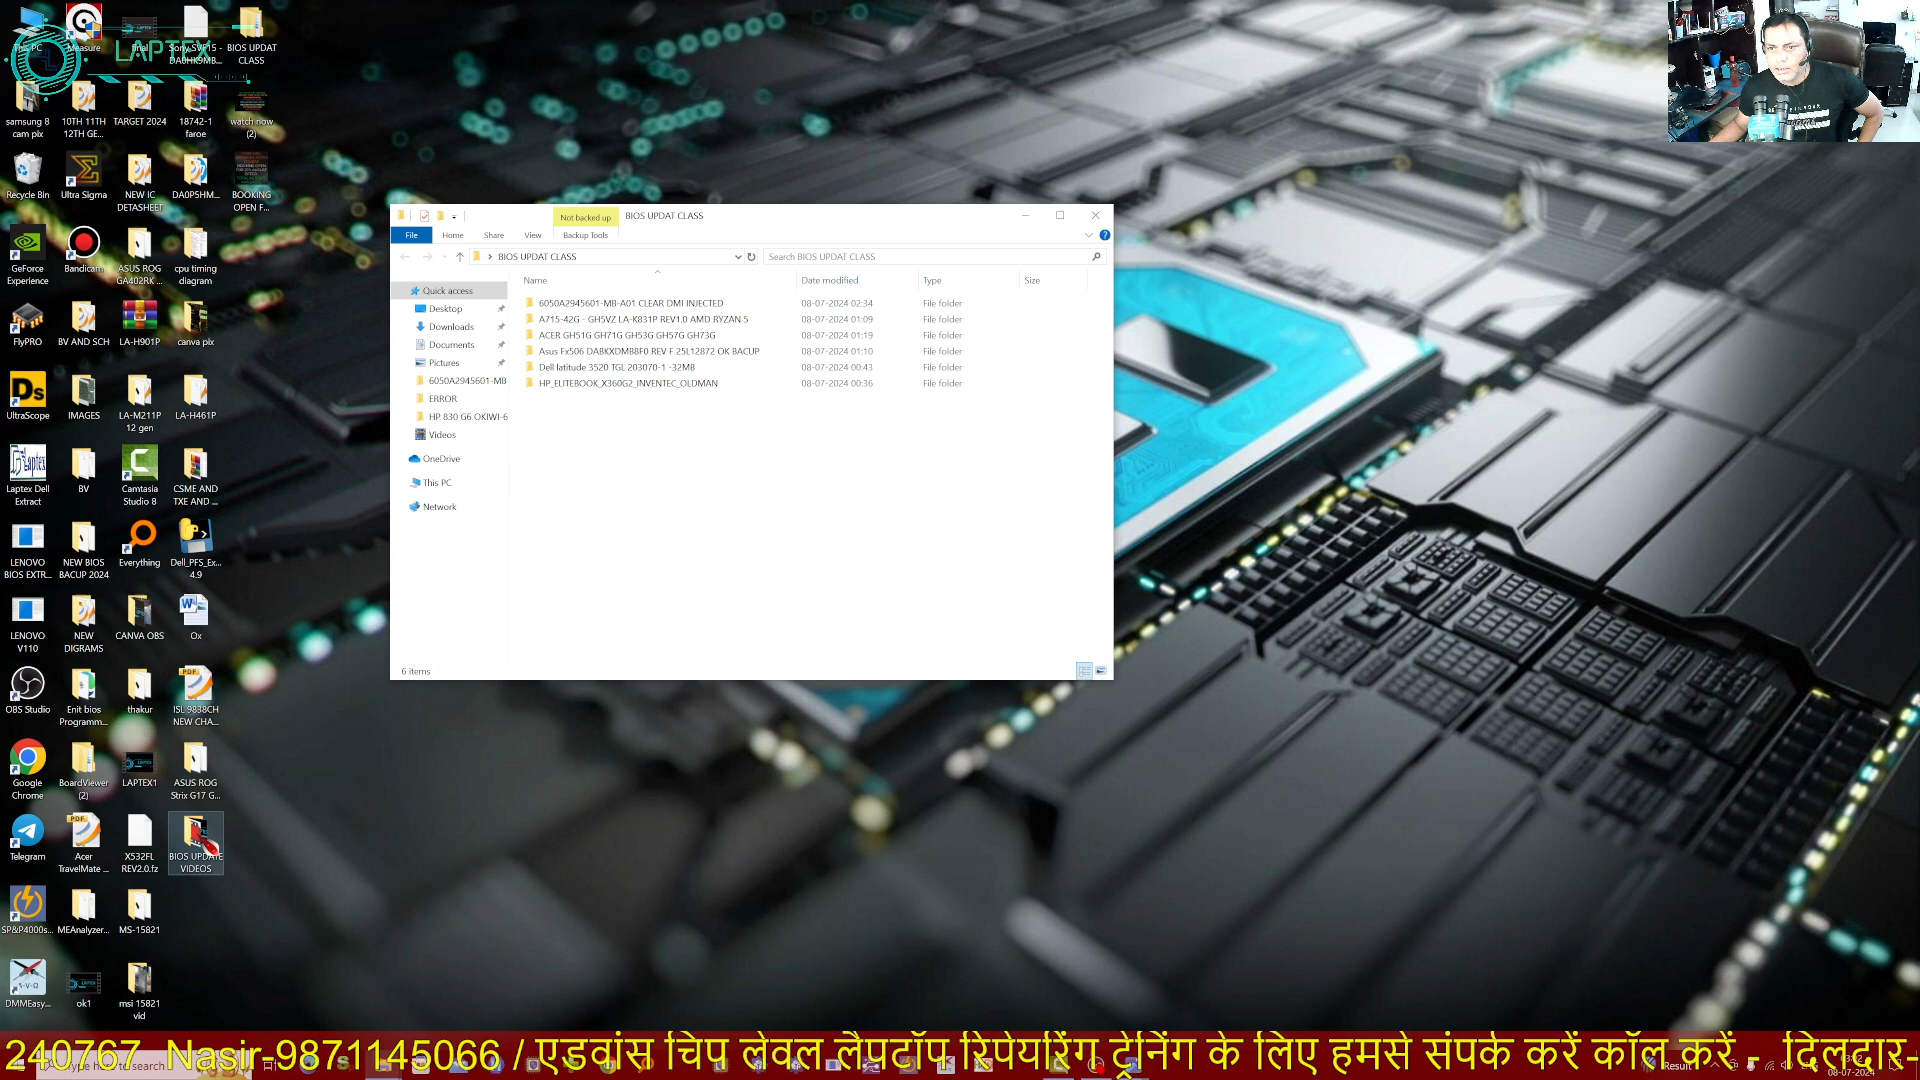 This PC
Measure
final
Sony SVF15 -
DA0HK9MB...
BIOS UPDAT
CLASS
LAPTEX
samsung 8
cam pix
10TH 11TH
12TH GE...
TARGET 2024
18742-1
faroe
watch now
(2)
Recycle Bin
Ultra Sigma
NEW IC
DETASHEET
DA0P5HM...
BOOKING
OPEN F...
GeForce
Experience
Bandicam
ASUS ROG
GA402RK ...
cpu timing
diagram
FlyPRO
BV AND SCH
LA-H901P
canva pix
UltraScope
IMAGES
LA-M211P
12 gen
LA-H461P
Laptex Dell
Extract
BV
Camtasia
Studio 8
CSME AND
TXE AND ...
LENOVO
BIOS EXTR...
NEW BIOS
BACUP 2024
Everything
Dell_PFS_Ex...
4.9
LENOVO
V110
NEW
DIGRAMS
CANVA OBS
Ox
OBS Studio
Enit bios
Programm...
thakur
ISL 9838CH
NEW CHA...
Google
Chrome
BoardViewer
(2)
LAPTEX1
ASUS ROG
Strix G17 G...
Telegram
Acer
TravelMate ...
X532FL
REV2.0.fz
BIOS UPDATE
VIDEOS
SP&P4000s...
MEAnalyzer...
MS-15821
DMMEasy...
ok1
msi 15821
vid
Not backed up
BIOS UPDAT CLASS
File
Home
Share
View
Backup Tools
BIOS UPDAT CLASS
Search BIOS UPDAT CLASS
Name
Date modified
Type
Size
Quick access
Desktop
Downloads
Documents
Pictures
6050A2945601-MB
ERROR
HP 830 G6 OKIWI-6
Videos
OneDrive
This PC
Network
6050A2945601-MB-A01 CLEAR DMI INJECTED 08-07-2024 02:34 File folder
A715-42G - GH5VZ LA-K831P REV1.0 AMD RYZAN 5 08-07-2024 01:09 File folder
ACER GH51G GH71G GH53G GH57G GH73G 08-07-2024 01:19 File folder
Asus Fx506 DABKXDMB8F0 REV F 25L12872 OK BACUP 08-07-2024 01:10 File folder
Dell latitude 3520 TGL 203070-1 -32MB 08-07-2024 00:43 File folder
HP_ELITEBOOK_X360G2_INVENTEC_OLDMAN 08-07-2024 00:36 File folder
6 items
240767 Nasir-9871145066 / एडवांस चिप लेवल लैपटॉप रिपेयरिंग ट्रेनिंग के लिए हमसे संपर्क करें कॉल करें - दिलदार-
Type here to search
Result
08-07-2024